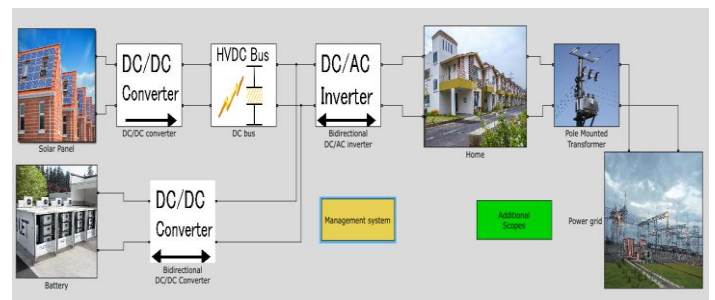 DC/DC
Converter
DC/DC converter
HVDC Bus
DC bus
DC/AC
Inverter
Bidirectional
DC/AC inverter
Solar Panel
Home
Pole Mounted
Transformer
DC/DC
Converter
Bidirectional
DC/DC Converter
Battery
Management system
Additional
Scopes
Power grid